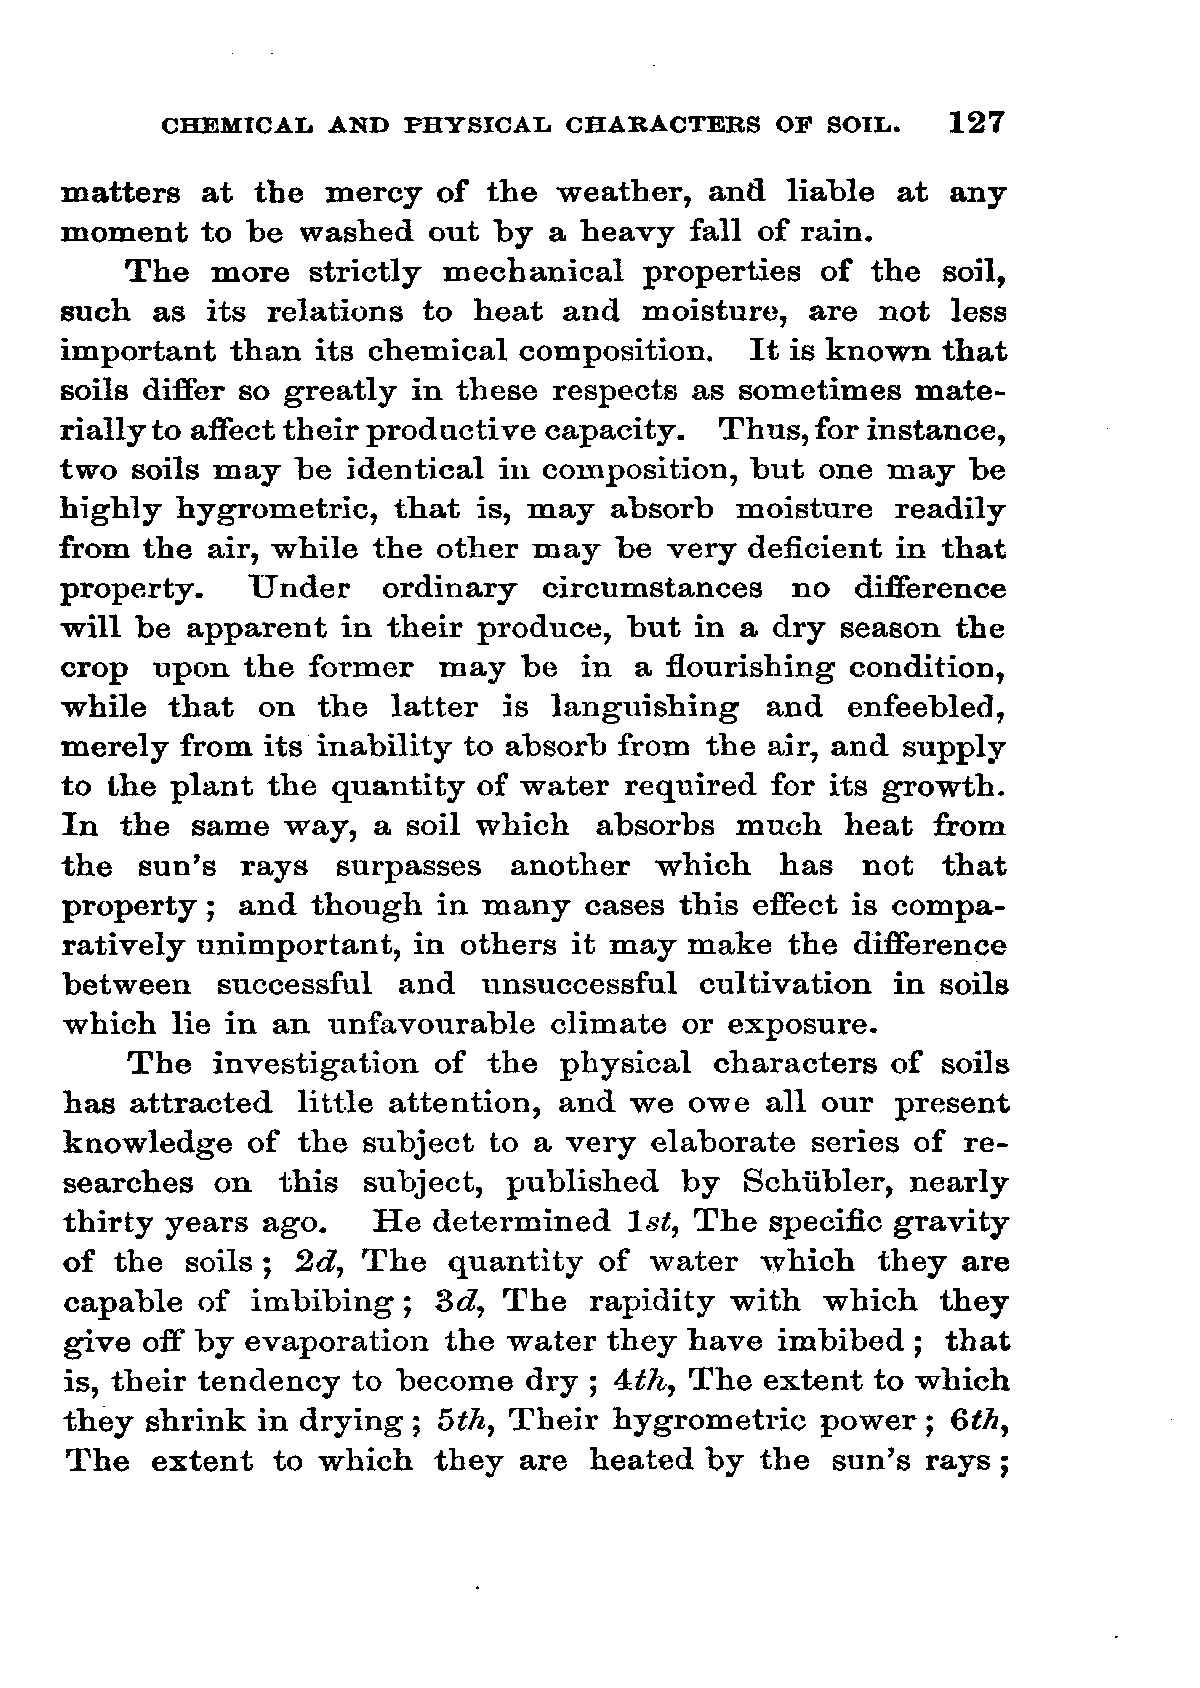 CHEMICAL AND PHYSICAL CHARACTERS OF SOIL. 127
matters at the mercy of the weather, and liable at any
moment to be washed out by a heavy fall of rain.
The more strictly mechanical properties of the soil,
such as its relations to heat and moisture, are not less
important than its chemical composition. It is known that
soils differ so greatly in these respects as sometimes mate-
rially to affect their productive capacity. Thus, for instance,
two soils may be identical in composition, but one may be
highly hygrometric, that is, may absorb moisture readily
from the air, while the other may be very deficient in that
property. Under ordinary circumstances no difference
will be apparent in their produce, but in a dry season the
crop upon the former may be in a flourishing condition,
while that on the latter is languishing and enfeebled,
merely from its inability to absorb from the air, and supply
to the plant the quantity of water required for its growth.
In the same way, a soil which absorbs much heat from
the sun's rays surpasses another which has not that
property; and though in many cases this effect is compa-
ratively unimportant, in others it may make the difference
between successful and unsuccessful cultivation in soils
which lie in an unfavourable climate or exposure.
The investigation of the physical characters of soils
has attracted little attention, and we owe all our present
knowledge of the subject to a very elaborate series of re-
searches on this subject, published by Schübler, nearly
thirty years ago. He determined 1st, The specific gravity
of the soils; 2d, The quantity of water which they are
capable of imbibing; 3d, The rapidity with which they
give off by evaporation the water they have imbibed; that
is, their tendency to become dry; 4th, The extent to which
they shrink in drying; 5th, Their hygrometric power; 6th,
The extent to which they are heated by the sun's rays;